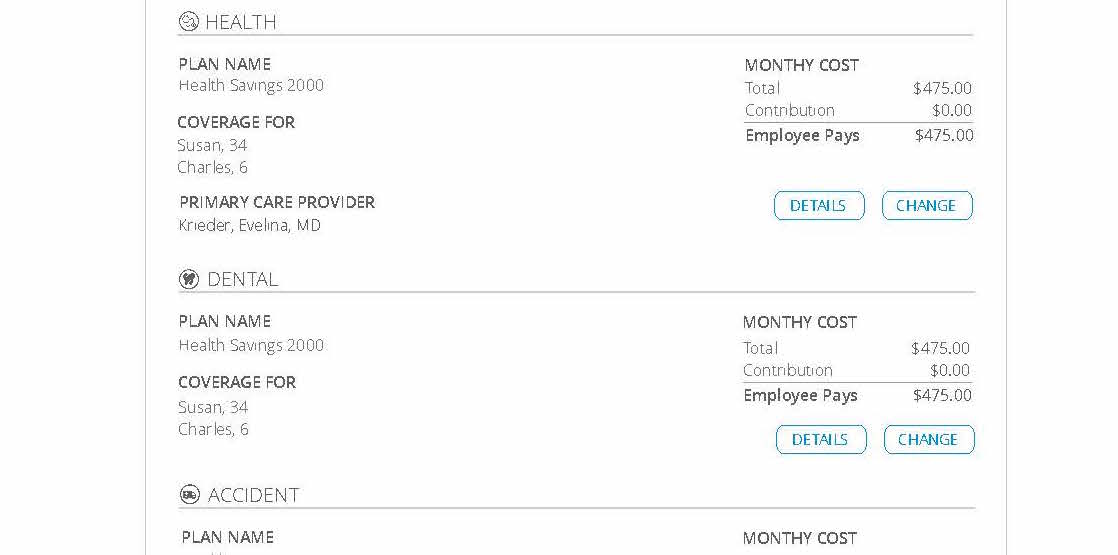 HEALTH
PLAN NAME
Health Savings 2000
COVERAGE FOR
Susan, 34
Charles, 6
PRIMARY CARE PROVIDER
Krieder, Evelina, MD
MONTHY COST
Total $475.00
Contribution $0.00
Employee Pays $475.00
DETAILS CHANGE
DENTAL
PLAN NAME
Health Savings 2000
COVERAGE FOR
Susan, 34
Charles, 6
MONTHY COST
Total $475.00
Contribution $0.00
Employee Pays $475.00
DETAILS CHANGE
ACCIDENT
PLAN NAME
MONTHY COST